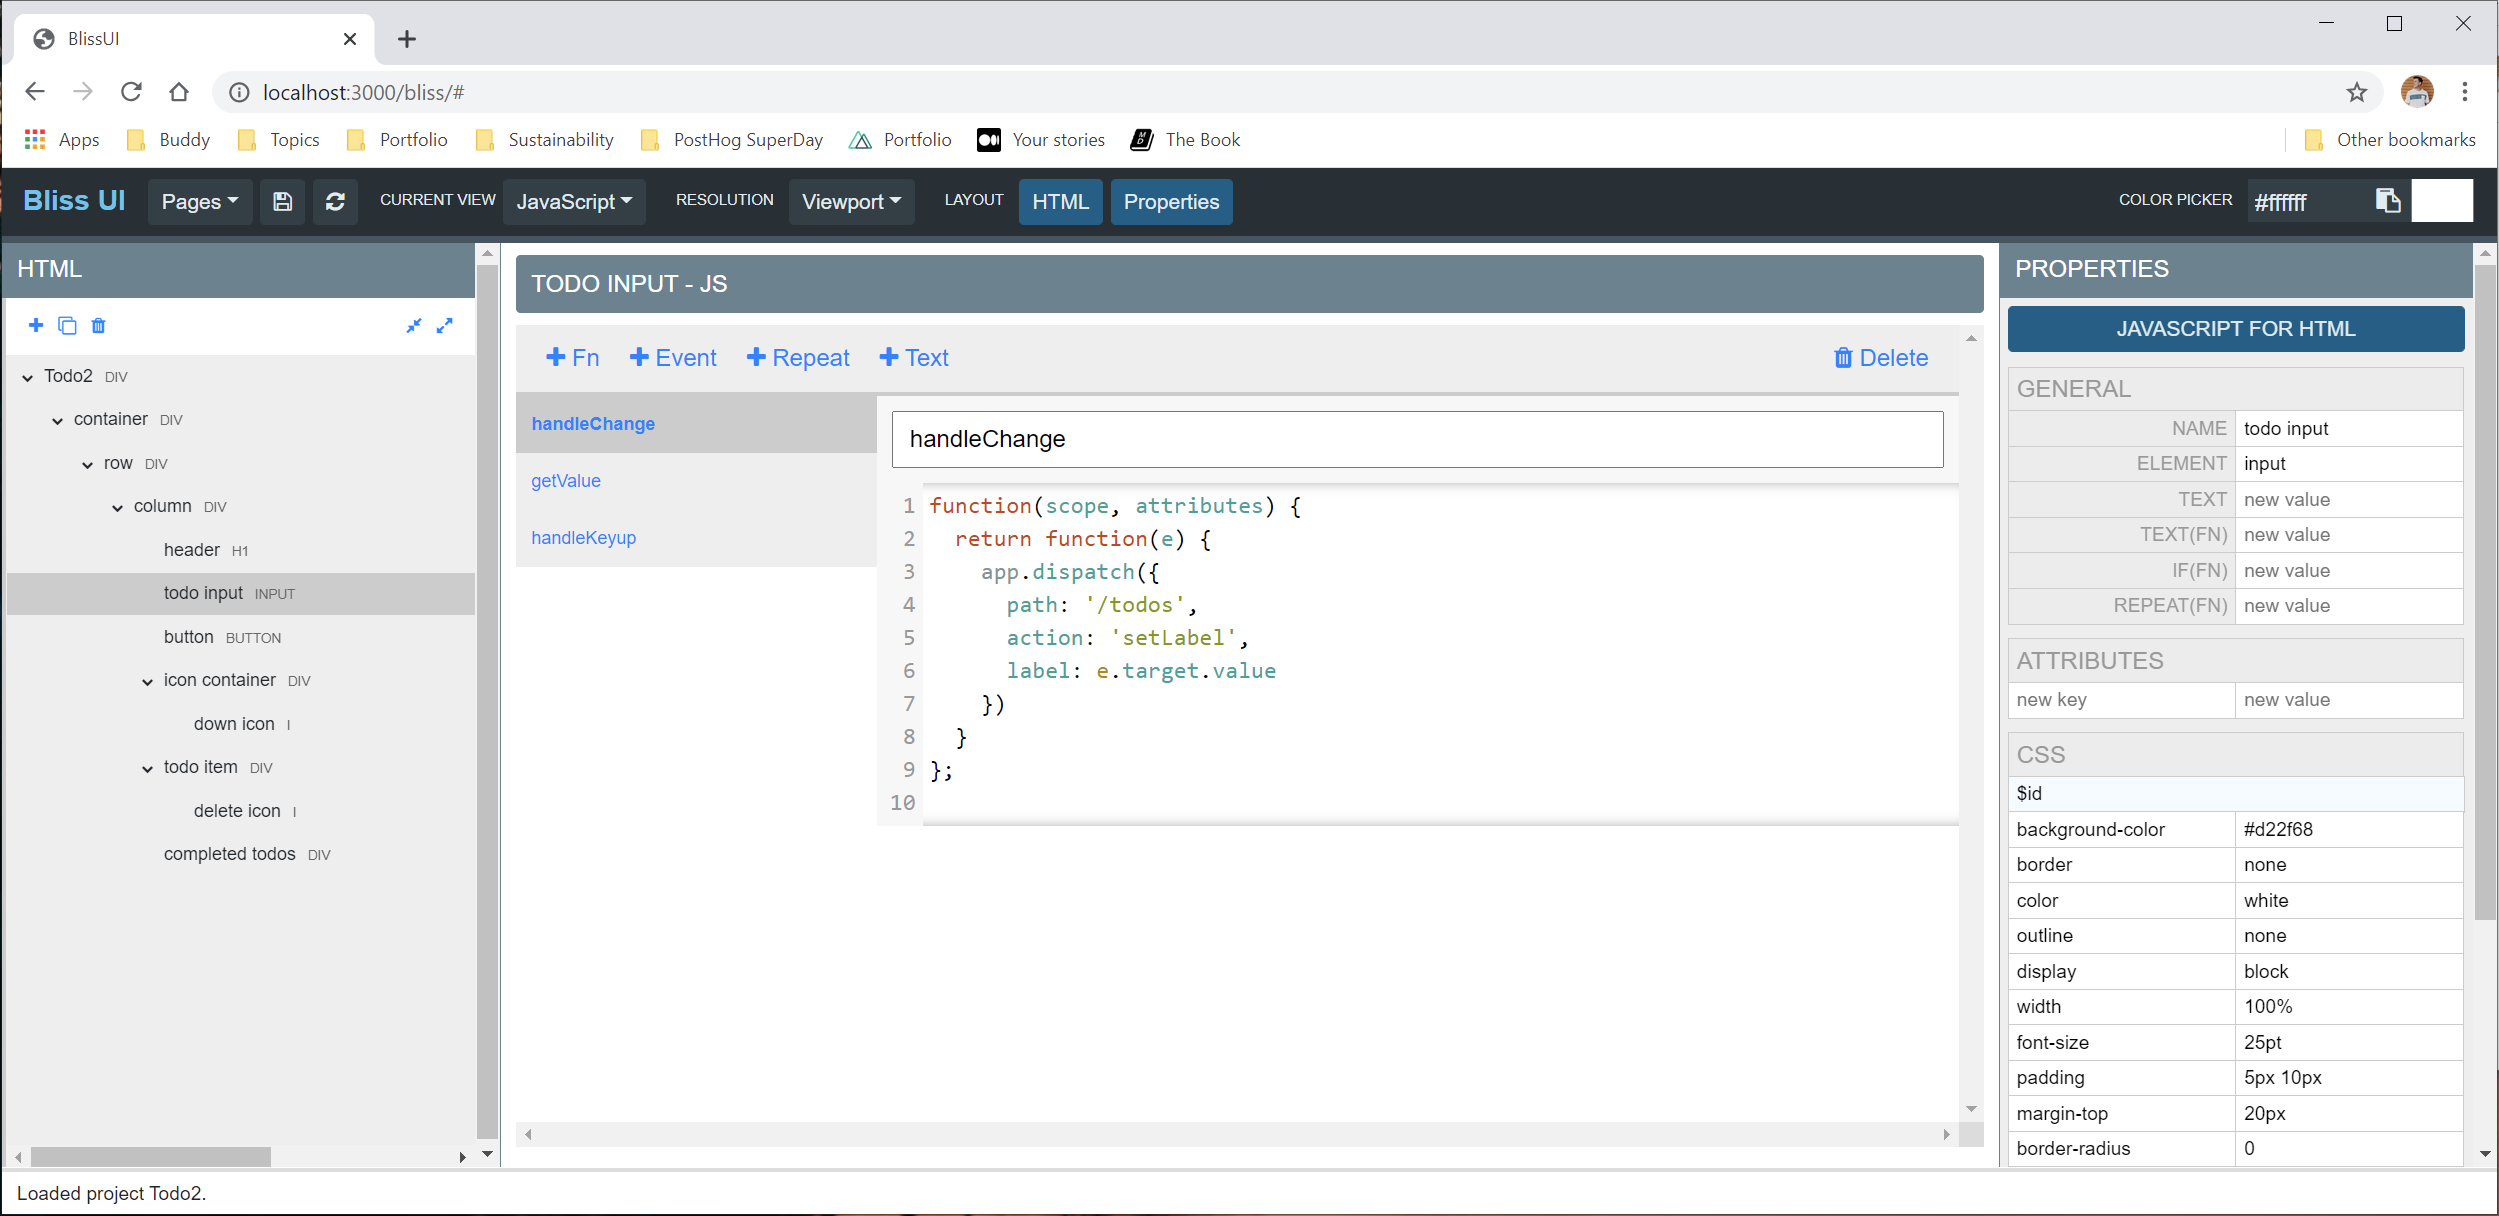 BlissUI
localhost:3000/bliss/#
Apps Buddy Topics Portfolio Sustainability PostHog SuperDay Portfolio Your stories The Book Other bookmarks
Bliss UI Pages CURRENT VIEW JavaScript RESOLUTION Viewport LAYOUT HTML Properties COLOR PICKER #ffffff
HTML
Todo2 DIV
container DIV
row DIV
column DIV
header H1
todo input INPUT
button BUTTON
icon container DIV
down icon I
todo item DIV
delete icon I
completed todos DIV
TODO INPUT - JS
Fn Event Repeat Text Delete
handleChange
getValue
handleKeyup
handleChange
1 function(scope, attributes) {
2 return function(e) {
3 app.dispatch({
4 path: '/todos',
5 action: 'setLabel',
6 label: e.target.value
7 })
8 }
9 };
10
PROPERTIES
JAVASCRIPT FOR HTML
GENERAL
NAME todo input
ELEMENT input
TEXT new value
TEXT(FN) new value
IF(FN) new value
REPEAT(FN) new value
ATTRIBUTES
new key new value
CSS
$id
background-color #d22f68
border none
color white
outline none
display block
width 100%
font-size 25pt
padding 5px 10px
margin-top 20px
border-radius 0
Loaded project Todo2.